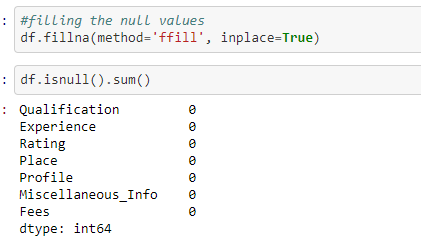 :
#filling the null values
df.fillna(method='ffill', inplace=True)
:
df.isnull().sum()
:
Qualification 0
Experience 0
Rating 0
Place 0
Profile 0
Miscellaneous_Info 0
Fees 0
dtype: int64